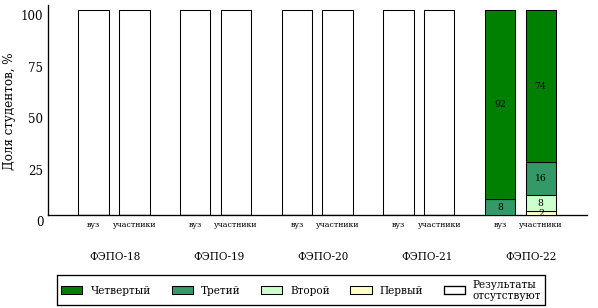 100
75
50
25
0
Доля студентов, %
92
8
74
16
8
2
вуз участники вуз участники вуз участники вуз участники вуз участники
ФЭПО-18 ФЭПО-19 ФЭПО-20 ФЭПО-21 ФЭПО-22
Четвертый Третий Второй Первый Результаты
отсутствуют